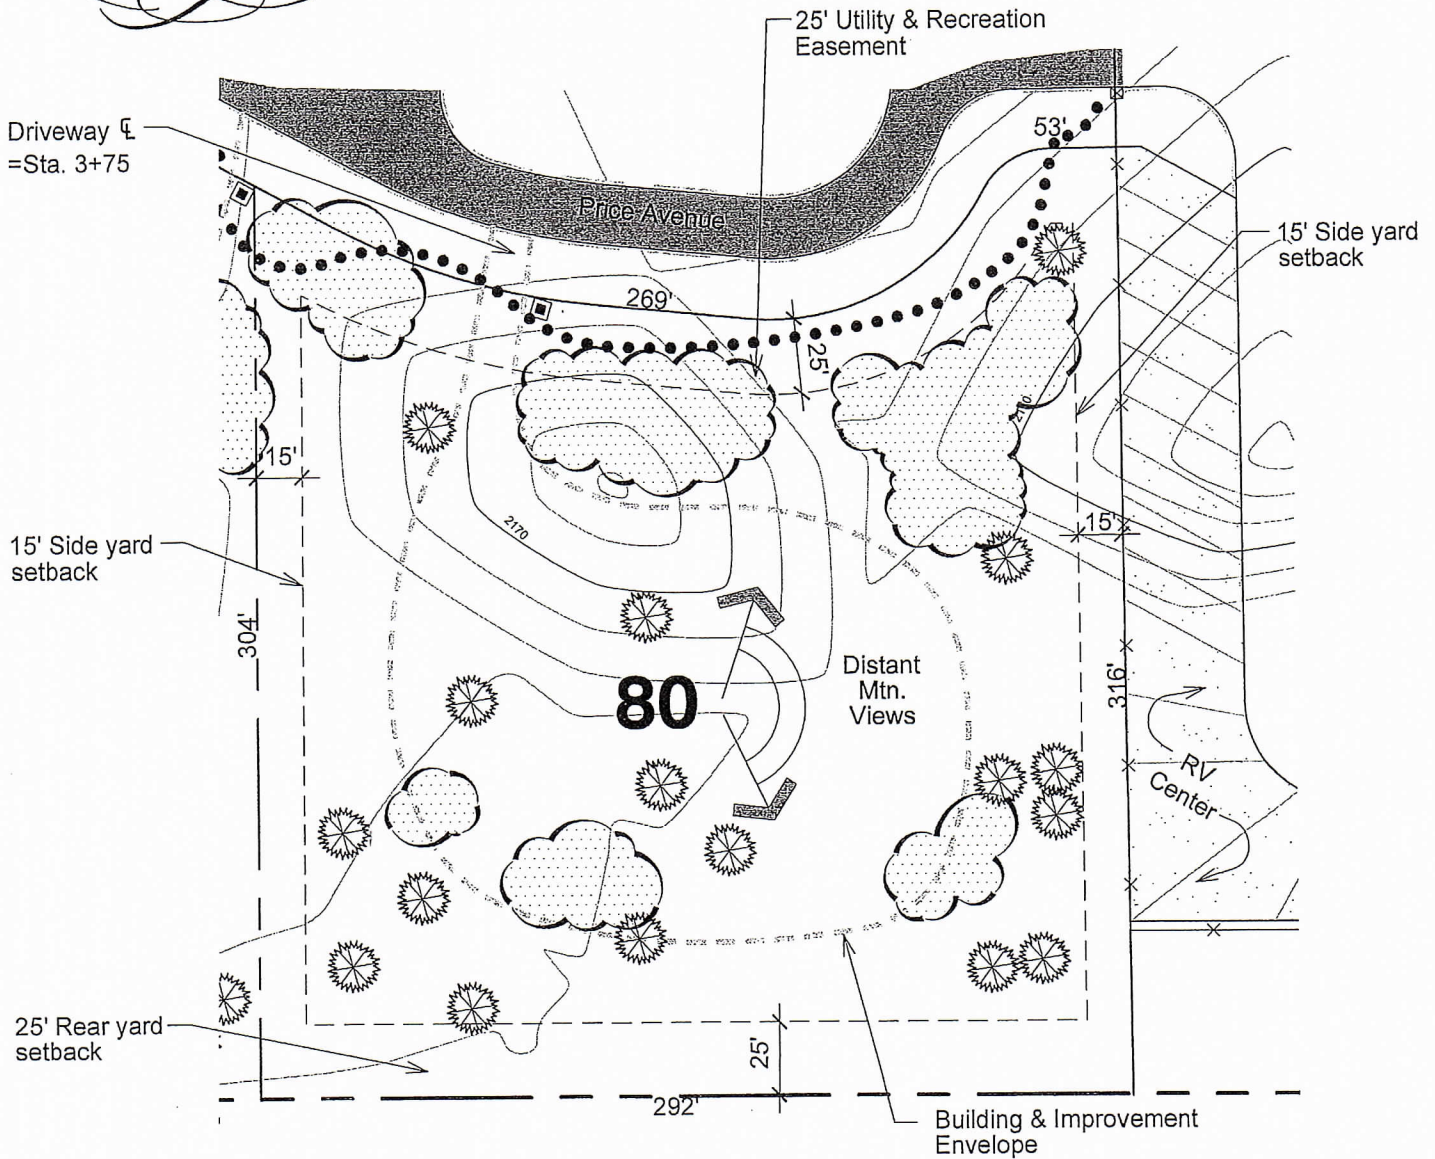 25' Utility & Recreation
Easement
Driveway ℄
=Sta. 3+75
53'
Price Avenue
15' Side yard
setback
269'
25'
2170
15'
2170
15'
15' Side yard
setback
304'
80
Distant
Mtn.
Views
316'
RV
Center
25' Rear yard
setback
25'
292'
Building & Improvement
Envelope